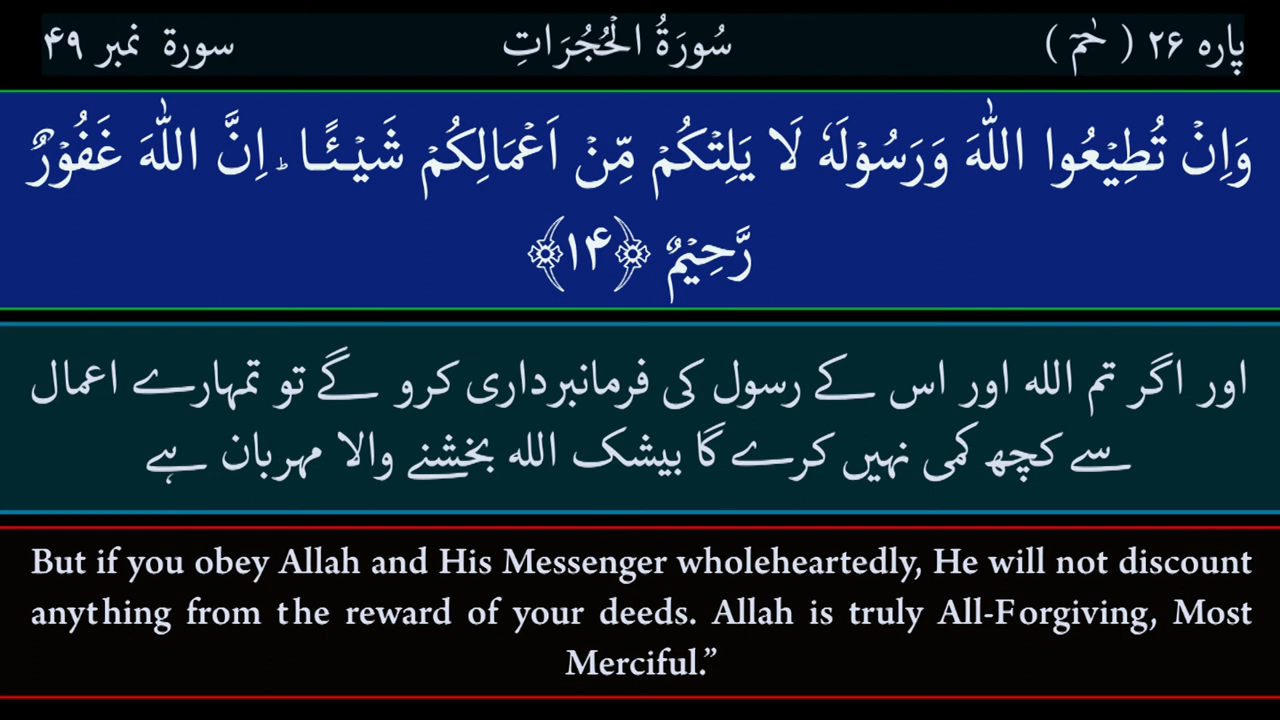 پارہ ۲۶ ( حٰمٓ ) سُورَةُ الْحُجُرَاتِ سورۃ نمبر ۴۹
وَاِنْ تُطِيْعُوا اللّٰهَ وَرَسُوْلَهٗ لَا يَلِتْكُمْ مِّنْ اَعْمَالِكُمْ شَيْــًٔـا ؕ اِنَّ اللّٰهَ غَفُوْرٌ
رَّحِيْمٌ ﴿۱۴﴾
اور اگر تم اللہ اور اس کے رسول کی فرمانبرداری کرو گے تو تمہارے اعمال
سے کچھ کمی نہیں کرے گا بیشک اللہ بخشنے والا مہربان ہے
But if you obey Allah and His Messenger wholeheartedly, He will not discount
anything from the reward of your deeds. Allah is truly All-Forgiving, Most
Merciful.”